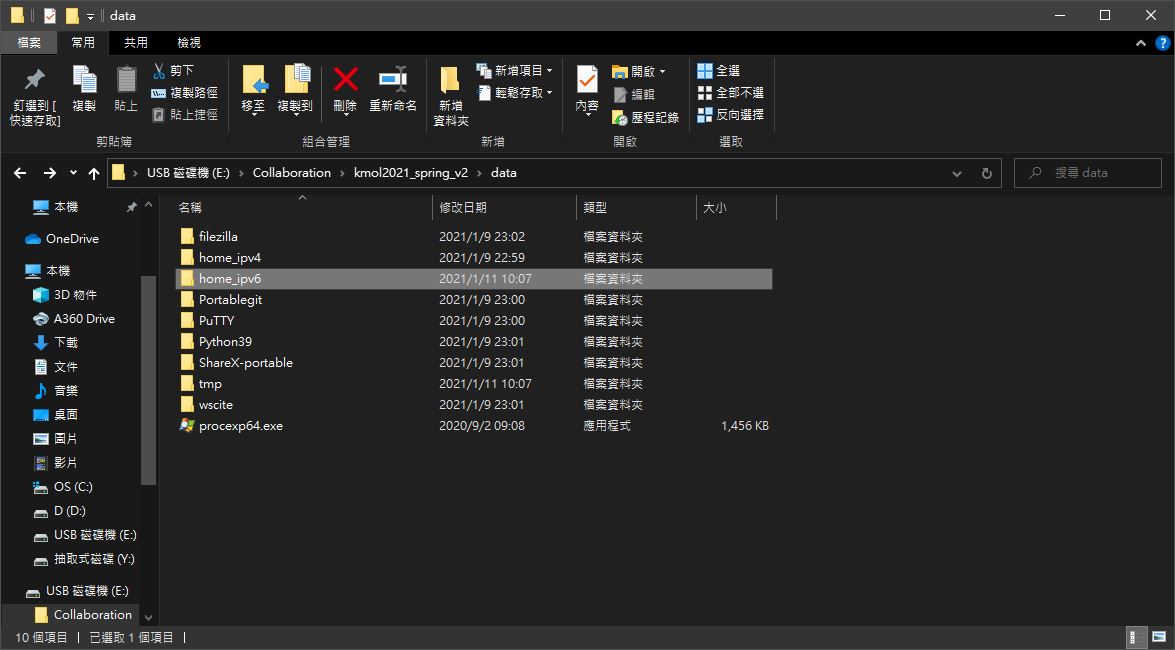 data
檔案 常用 共用 檢視
釘選到 [
快速存取]
複製
貼上
剪下
複製路徑
貼上捷徑
剪貼簿
移至
複製到
刪除
重新命名
組合管理
新增
資料夾
新增項目
輕鬆存取
新增
內容
開啟
編輯
歷程記錄
開啟
全選
全部不選
反向選擇
選取
USB 磁碟機 (E:) › Collaboration › kmol2021_spring_v2 › data
搜尋 data
本機
OneDrive
本機
3D 物件
A360 Drive
下載
文件
音樂
桌面
圖片
影片
OS (C:)
D (D:)
USB 磁碟機 (E:)
抽取式磁碟 (Y:)
USB 磁碟機 (E:)
Collaboration
名稱 修改日期 類型 大小
filezilla 2021/1/9 23:02 檔案資料夾
home_ipv4 2021/1/9 22:59 檔案資料夾
home_ipv6 2021/1/11 10:07 檔案資料夾
Portablegit 2021/1/9 23:00 檔案資料夾
PuTTY 2021/1/9 23:00 檔案資料夾
Python39 2021/1/9 23:01 檔案資料夾
ShareX-portable 2021/1/9 23:01 檔案資料夾
tmp 2021/1/11 10:07 檔案資料夾
wscite 2021/1/9 23:01 檔案資料夾
procexp64.exe 2020/9/2 09:08 應用程式 1,456 KB
10 個項目 已選取 1 個項目